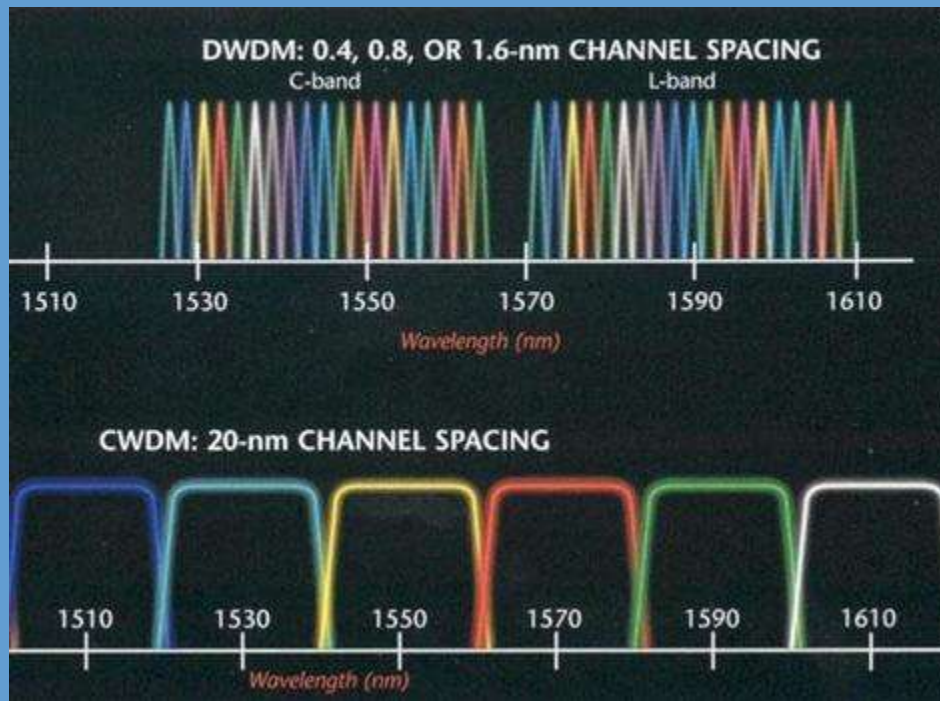 DWDM: 0.4, 0.8, OR 1.6-nm CHANNEL SPACING
C-band L-band
1510 1530 1550 1570 1590 1610
Wavelength (nm)
CWDM: 20-nm CHANNEL SPACING
1510 1530 1550 1570 1590 1610
Wavelength (nm)